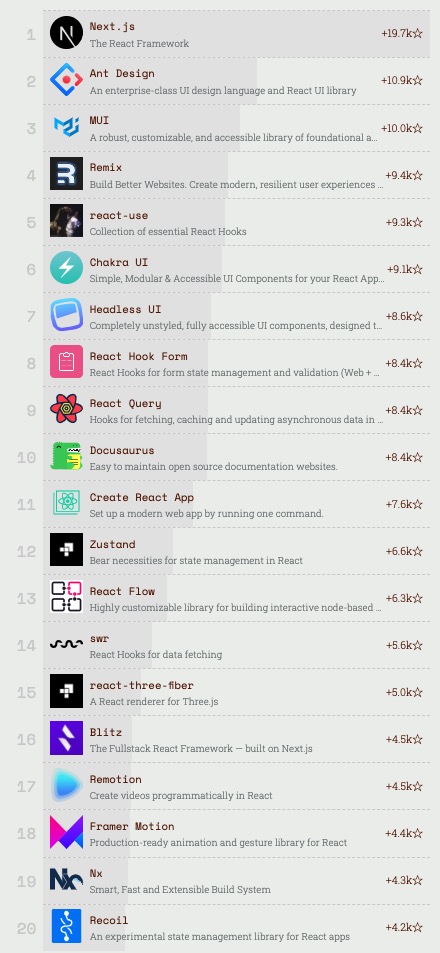 1
Next.js
The React Framework
+19.7k☆
2
Ant Design
An enterprise-class UI design language and React UI library
+10.9k☆
3
MUI
A robust, customizable, and accessible library of foundational a...
+10.0k☆
4
Remix
Build Better Websites. Create modern, resilient user experiences ...
+9.4k☆
5
react-use
Collection of essential React Hooks
+9.3k☆
6
Chakra UI
Simple, Modular & Accessible UI Components for your React App...
+9.1k☆
7
Headless UI
Completely unstyled, fully accessible UI components, designed t...
+8.6k☆
8
React Hook Form
React Hooks for form state management and validation (Web + ...
+8.4k☆
9
React Query
Hooks for fetching, caching and updating asynchronous data in ...
+8.4k☆
10
Docusaurus
Easy to maintain open source documentation websites.
+8.4k☆
11
Create React App
Set up a modern web app by running one command.
+7.6k☆
12
Zustand
Bear necessities for state management in React
+6.6k☆
13
React Flow
Highly customizable library for building interactive node-based ...
+6.3k☆
14
swr
React Hooks for data fetching
+5.6k☆
15
react-three-fiber
A React renderer for Three.js
+5.0k☆
16
Blitz
The Fullstack React Framework — built on Next.js
+4.5k☆
17
Remotion
Create videos programmatically in React
+4.5k☆
18
Framer Motion
Production-ready animation and gesture library for React
+4.4k☆
19
Nx
Smart, Fast and Extensible Build System
+4.3k☆
20
Recoil
An experimental state management library for React apps
+4.2k☆